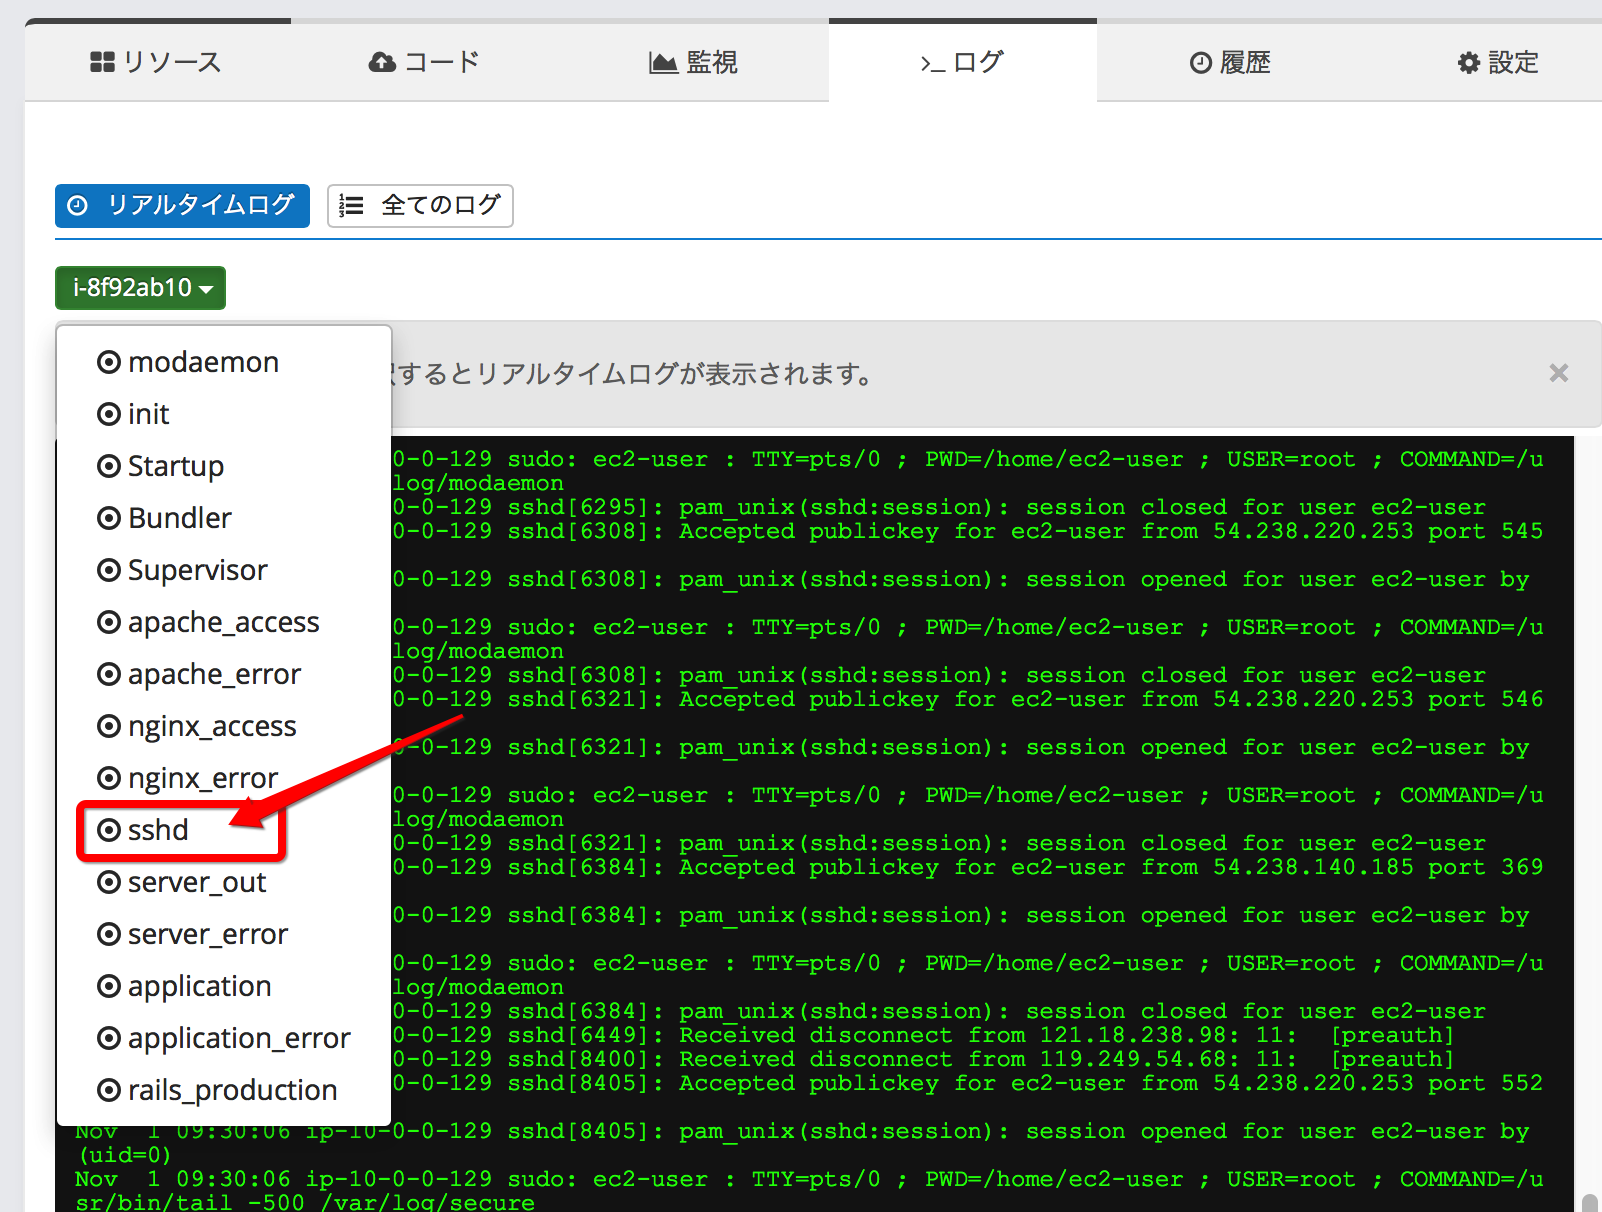 リソース
コード
監視
>_ ログ
履歴
設定
リアルタイムログ
全てのログ
i-8f92ab10
するとリアルタイムログが表示されます。
×
modaemon
init
Startup
Bundler
Supervisor
apache_access
apache_error
nginx_access
nginx_error
sshd
server_out
server_error
application
application_error
rails_production
0-0-129 sudo: ec2-user : TTY=pts/0 ; PWD=/home/ec2-user ; USER=root ; COMMAND=/u
log/modaemon
0-0-129 sshd[6295]: pam_unix(sshd:session): session closed for user ec2-user
0-0-129 sshd[6308]: Accepted publickey for ec2-user from 54.238.220.253 port 545
0-0-129 sshd[6308]: pam_unix(sshd:session): session opened for user ec2-user by
0-0-129 sudo: ec2-user : TTY=pts/0 ; PWD=/home/ec2-user ; USER=root ; COMMAND=/u
log/modaemon
0-0-129 sshd[6308]: pam_unix(sshd:session): session closed for user ec2-user
0-0-129 sshd[6321]: Accepted publickey for ec2-user from 54.238.220.253 port 546
0-0-129 sshd[6321]: pam_unix(sshd:session): session opened for user ec2-user by
0-0-129 sudo: ec2-user : TTY=pts/0 ; PWD=/home/ec2-user ; USER=root ; COMMAND=/u
log/modaemon
0-0-129 sshd[6321]: pam_unix(sshd:session): session closed for user ec2-user
0-0-129 sshd[6384]: Accepted publickey for ec2-user from 54.238.140.185 port 369
0-0-129 sshd[6384]: pam_unix(sshd:session): session opened for user ec2-user by
0-0-129 sudo: ec2-user : TTY=pts/0 ; PWD=/home/ec2-user ; USER=root ; COMMAND=/u
log/modaemon
0-0-129 sshd[6384]: pam_unix(sshd:session): session closed for user ec2-user
0-0-129 sshd[6449]: Received disconnect from 121.18.238.98: 11:  [preauth]
0-0-129 sshd[8400]: Received disconnect from 119.249.54.68: 11:  [preauth]
0-0-129 sshd[8405]: Accepted publickey for ec2-user from 54.238.220.253 port 552
Nov  1 09:30:06 ip-10-0-0-129 sshd[8405]: pam_unix(sshd:session): session opened for user ec2-user by
(uid=0)
Nov  1 09:30:06 ip-10-0-0-129 sudo: ec2-user : TTY=pts/0 ; PWD=/home/ec2-user ; USER=root ; COMMAND=/u
sr/bin/tail -500 /var/log/secure